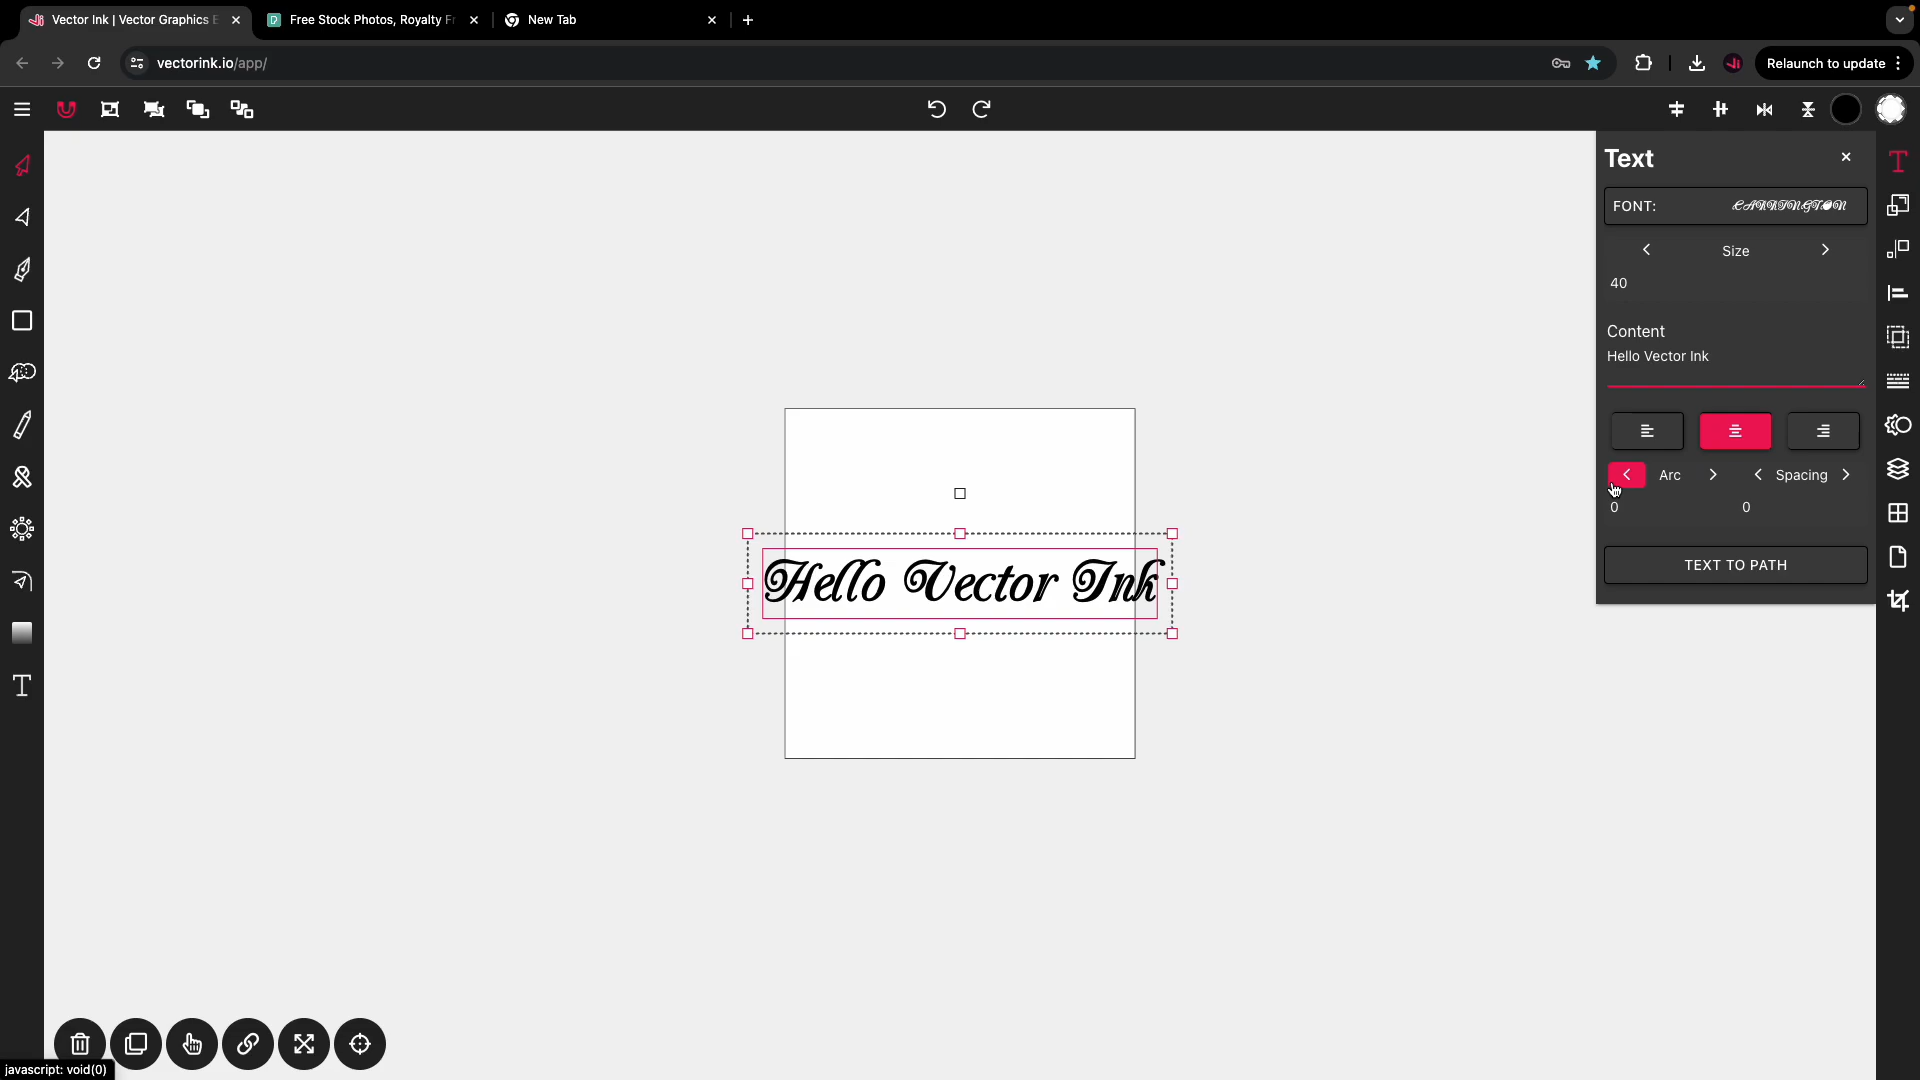 Vector Ink | Vector Graphics E
Free Stock Photos, Royalty Fr
New Tab
vectorink.io/app/
Relaunch to update
Text
FONT: CARRINGTON
Size
40
Content
Hello Vector Ink
Arc
Spacing
0
0
TEXT TO PATH
Hello Vector Ink
javascript: void(0)